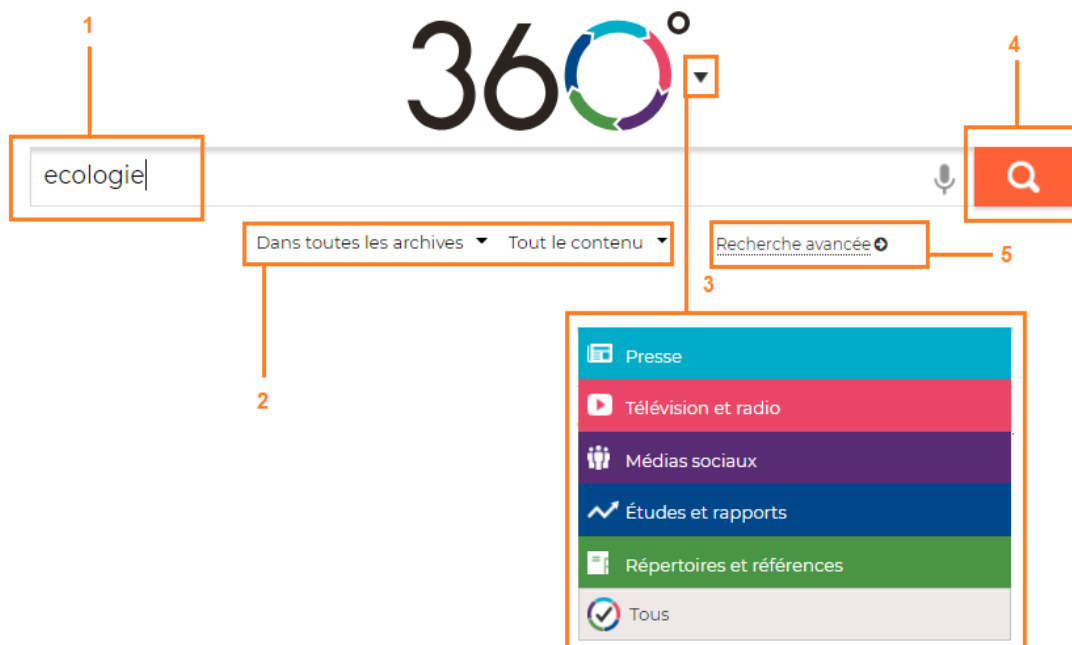 1
360°
4
ecologie
Dans toutes les archives Tout le contenu Recherche avancée
5
3
Presse
2
Télévision et radio
Médias sociaux
Études et rapports
Répertoires et références
Tous